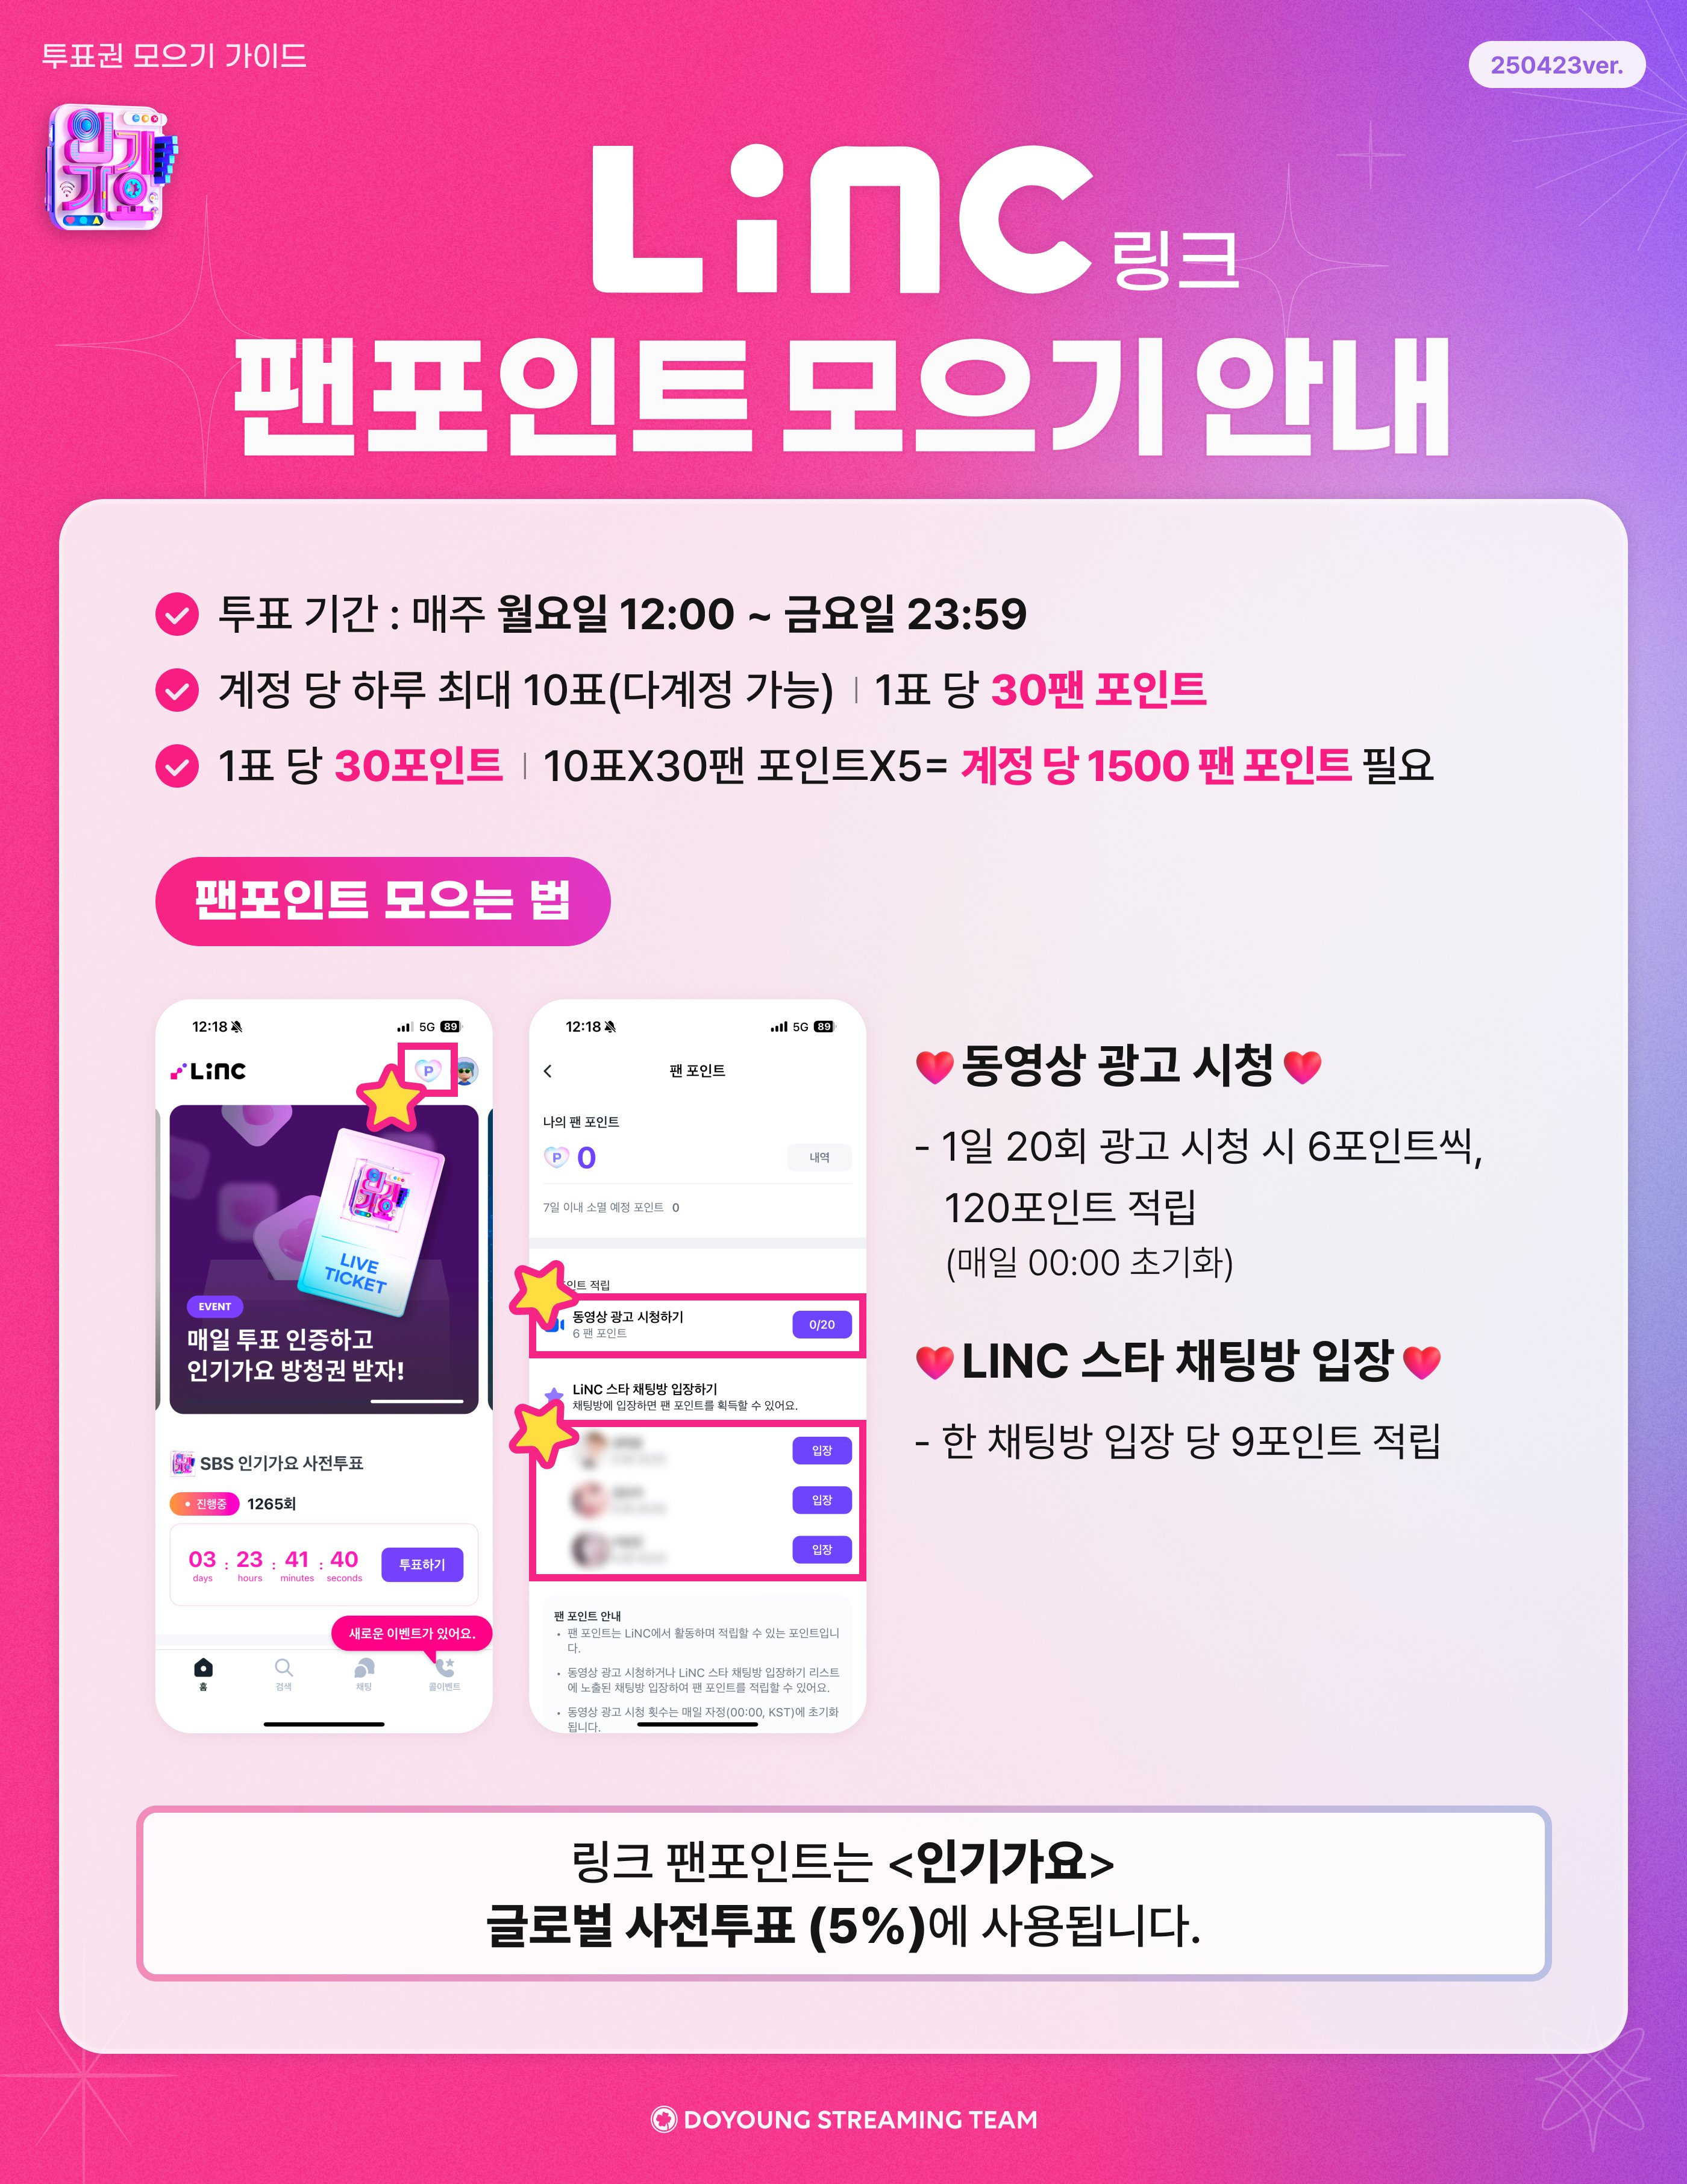 투표권 모으기 가이드
250423ver.
인기가요
LiNC 링크
팬포인트 모으기 안내
투표 기간 : 매주 월요일 12:00 ~ 금요일 23:59
계정 당 하루 최대 10표(다계정 가능) | 1표 당 30팬 포인트
1표 당 30포인트 | 10표X30팬 포인트X5= 계정 당 1500 팬 포인트 필요
팬포인트 모으는 법
12:18 5G 89
LiNC P
인기가요
LIVE
TICKET
EVENT
매일 투표 인증하고
인기가요 방청권 받자!
SBS 인기가요 사전투표
진행중 1265회
03 : 23 : 41 : 40
days hours minutes seconds
투표하기
새로운 이벤트가 있어요.
홈 검색 채팅 콜이벤트
12:18 5G 89
팬 포인트
나의 팬 포인트
P 0 내역
7일 이내 소멸 예정 포인트 0
인트 적립
동영상 광고 시청하기
6 팬 포인트
0/20
LiNC 스타 채팅방 입장하기
채팅방에 입장하면 팬 포인트를 획득할 수 있어요.
입장
입장
입장
팬 포인트 안내
• 팬 포인트는 LiNC에서 활동하며 적립할 수 있는 포인트입니
다.
• 동영상 광고 시청하거나 LiNC 스타 채팅방 입장하기 리스트
에 노출된 채팅방 입장하여 팬 포인트를 적립할 수 있어요.
• 동영상 광고 시청 횟수는 매일 자정(00:00, KST)에 초기화
됩니다.
동영상 광고 시청
- 1일 20회 광고 시청 시 6포인트씩,
120포인트 적립
(매일 00:00 초기화)
LINC 스타 채팅방 입장
- 한 채팅방 입장 당 9포인트 적립
링크 팬포인트는 <인기가요>
글로벌 사전투표 (5%)에 사용됩니다.
DOYOUNG STREAMING TEAM